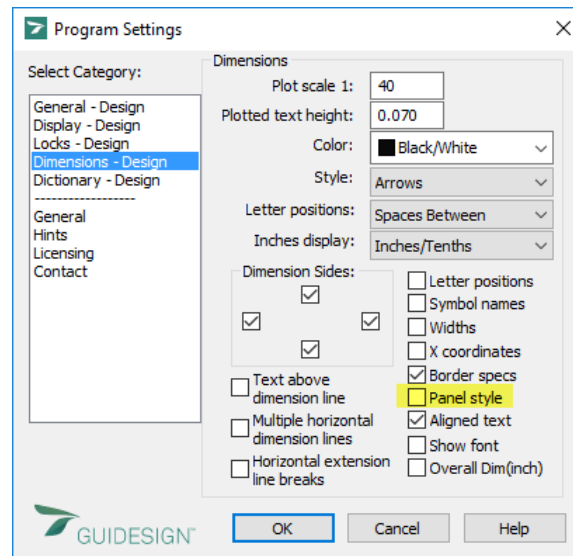 Program Settings
Select Category:
General - Design
Display - Design
Locks - Design
Dimensions - Design
Dictionary - Design
------------------
General
Hints
Licensing
Contact
Dimensions
Plot scale 1: 40
Plotted text height: 0.070
Color: Black/White
Style: Arrows
Letter positions: Spaces Between
Inches display: Inches/Tenths
Dimension Sides:
Text above
dimension line
Multiple horizontal
dimension lines
Horizontal extension
line breaks
Letter positions
Symbol names
Widths
X coordinates
Border specs
Panel style
Aligned text
Show font
Overall Dim(inch)
GUIDESIGN™
OK Cancel Help